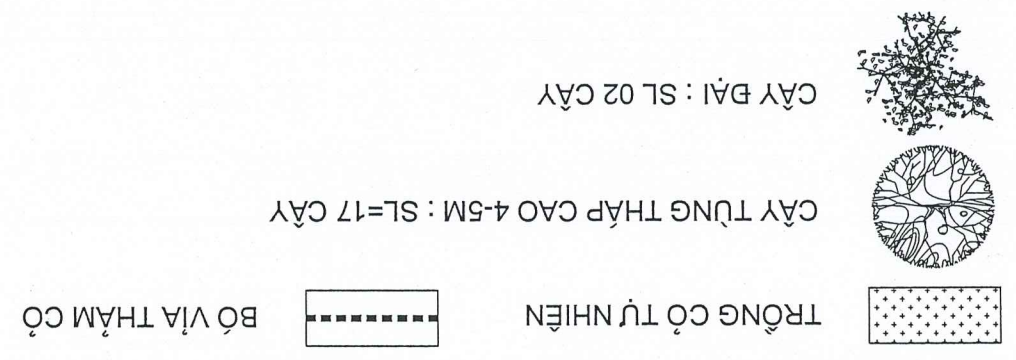 TRỒNG CỎ TỰ NHIÊN
BÓ VỈA THẢM CỎ
CÂY TÙNG THÁP CAO 4-5M : SL=17 CÂY
CÂY ĐẠI : SL 02 CÂY